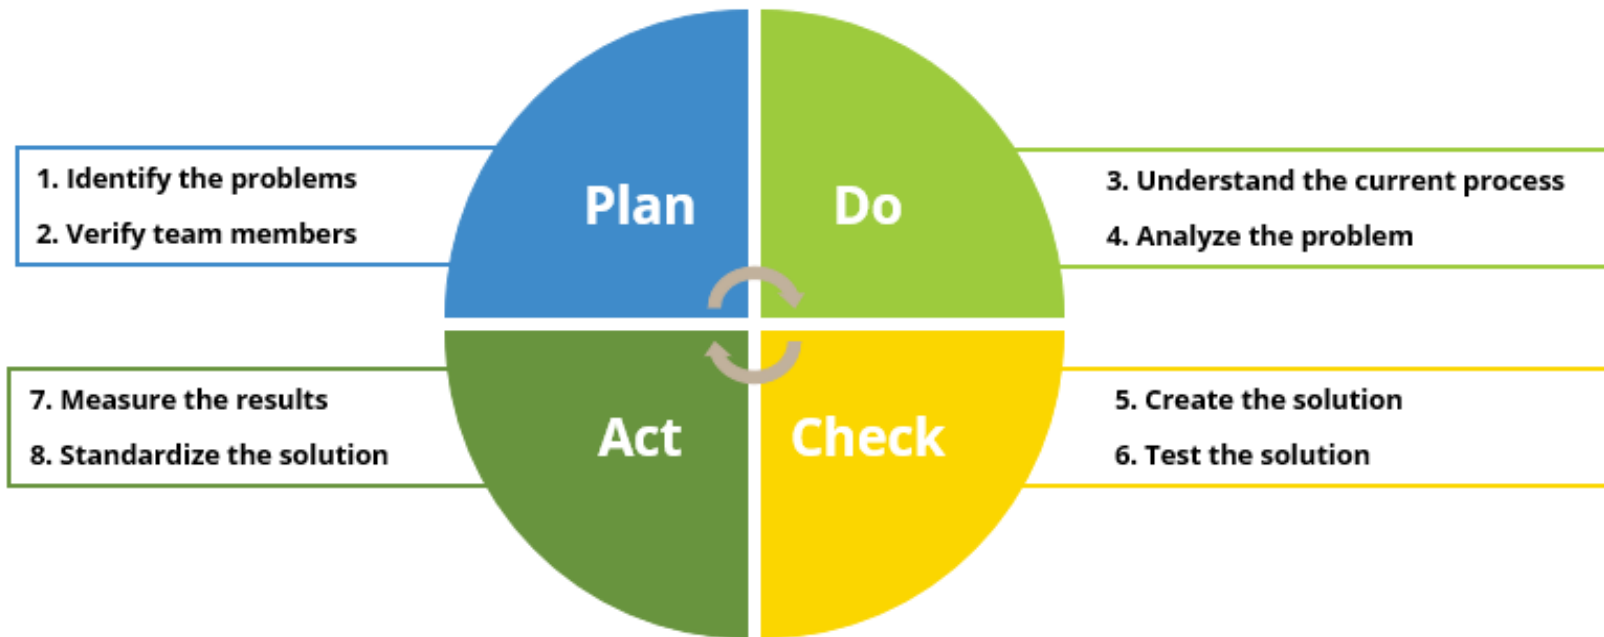 Plan
1. Identify the problems
2. Verify team members
Do
3. Understand the current process
4. Analyze the problem
Check
5. Create the solution
6. Test the solution
Act
7. Measure the results
8. Standardize the solution